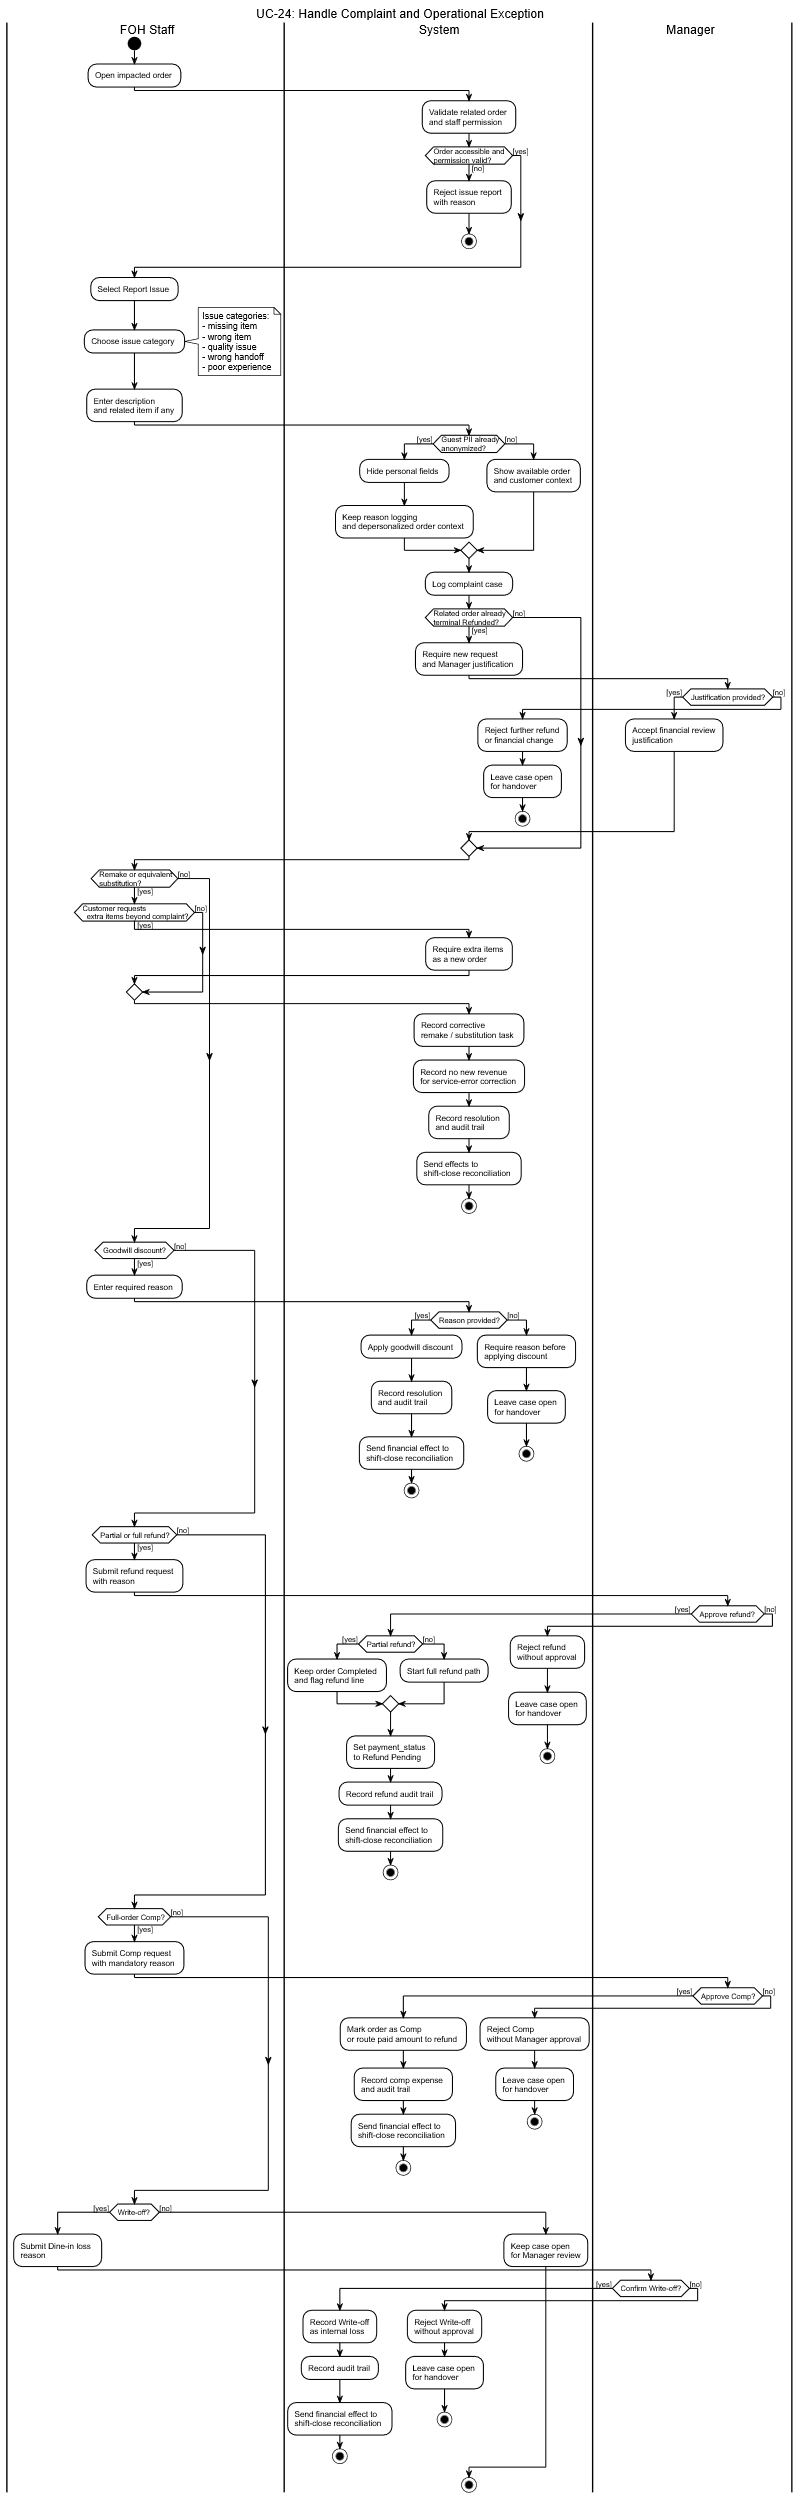 UC-24: Handle Complaint and Operational Exception
FOH Staff
System
Manager
Open impacted order
Validate related order
and staff permission
Order accessible and
permission valid?
[yes]
[no]
Reject issue report
with reason
Select Report Issue
Choose issue category
Issue categories:
- missing item
- wrong item
- quality issue
- wrong handoff
- poor experience
Enter description
and related item if any
[yes]
Guest PII already
anonymized?
[no]
Hide personal fields
Show available order
and customer context
Keep reason logging
and depersonalized order context
Log complaint case
Related order already
terminal Refunded?
[no]
[yes]
Require new request
and Manager justification
[yes]
Justification provided?
[no]
Reject further refund
or financial change
Accept financial review
justification
Leave case open
for handover
Remake or equivalent
substitution?
[no]
[yes]
Customer requests
extra items beyond complaint?
[no]
[yes]
Require extra items
as a new order
Record corrective
remake / substitution task
Record no new revenue
for service-error correction
Record resolution
and audit trail
Send effects to
shift-close reconciliation
Goodwill discount?
[no]
[yes]
Enter required reason
[yes]
Reason provided?
[no]
Apply goodwill discount
Require reason before
applying discount
Record resolution
and audit trail
Leave case open
for handover
Send financial effect to
shift-close reconciliation
Partial or full refund?
[no]
[yes]
Submit refund request
with reason
[yes]
Approve refund?
[no]
[yes]
Partial refund?
[no]
Reject refund
without approval
Keep order Completed
and flag refund line
Start full refund path
Leave case open
for handover
Set payment_status
to Refund Pending
Record refund audit trail
Send financial effect to
shift-close reconciliation
Full-order Comp?
[no]
[yes]
Submit Comp request
with mandatory reason
[yes]
Approve Comp?
[no]
Mark order as Comp
or route paid amount to refund
Reject Comp
without Manager approval
Record comp expense
and audit trail
Leave case open
for handover
Send financial effect to
shift-close reconciliation
[yes]
Write-off?
[no]
Submit Dine-in loss
reason
Keep case open
for Manager review
[yes]
Confirm Write-off?
[no]
Record Write-off
as internal loss
Reject Write-off
without approval
Record audit trail
Leave case open
for handover
Send financial effect to
shift-close reconciliation